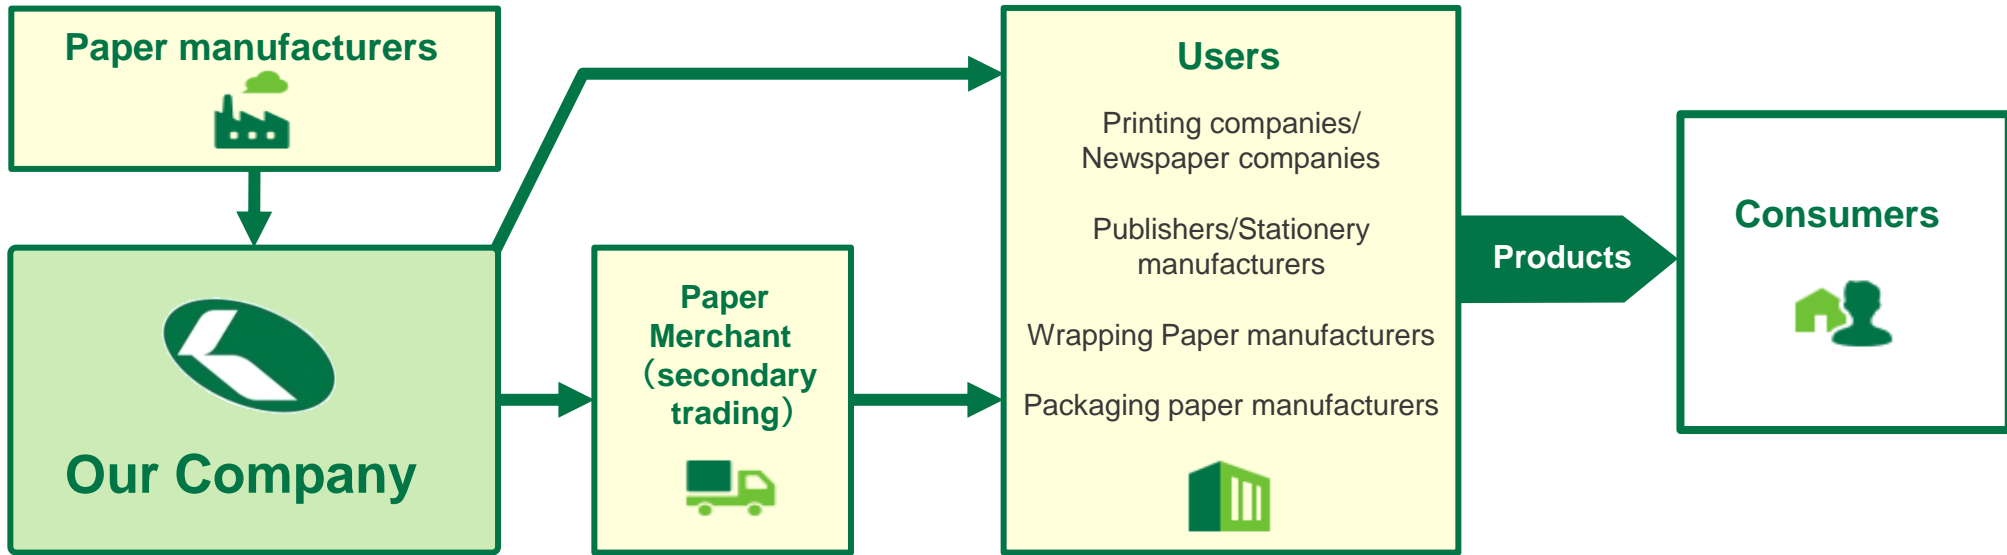 Paper manufacturers
Our Company
Paper
Merchant
（secondary
trading）
Users
Printing companies/
Newspaper companies
Publishers/Stationery
manufacturers
Wrapping Paper manufacturers
Packaging paper manufacturers
Products
Consumers